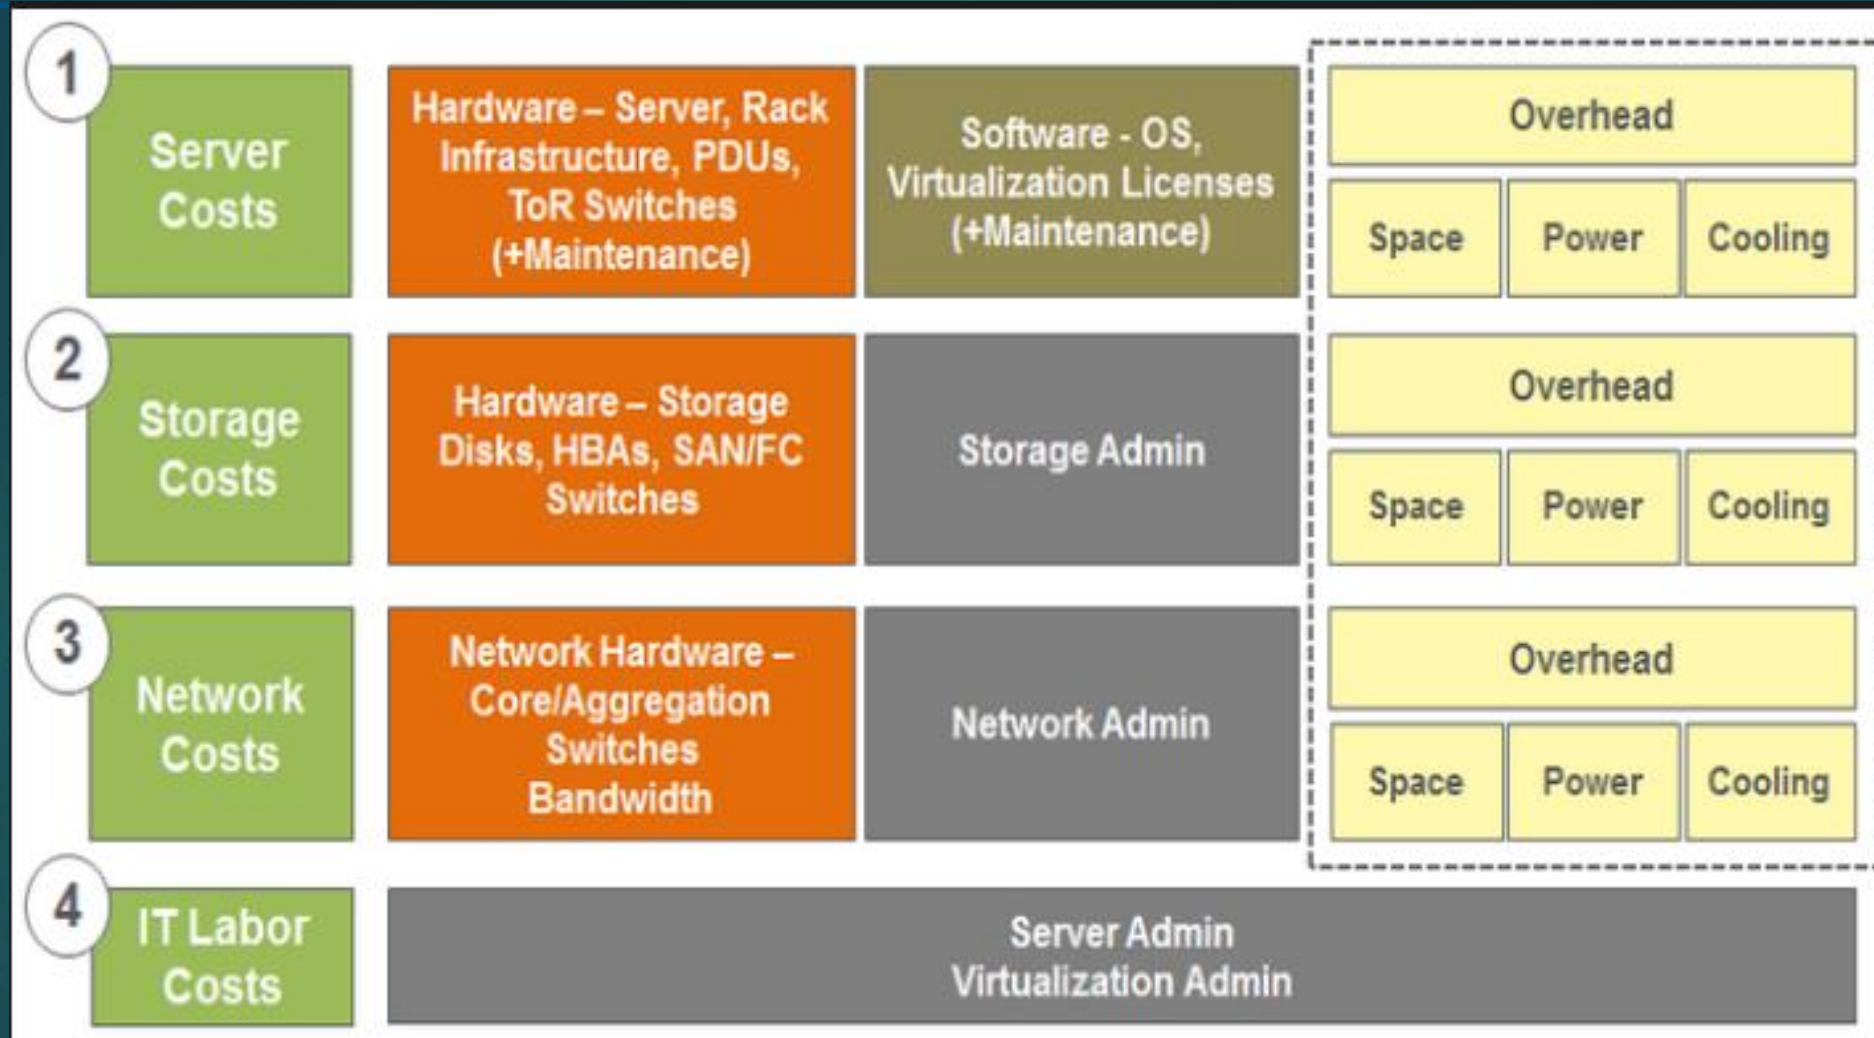 1
Server
Costs
Hardware – Server, Rack
Infrastructure, PDUs,
ToR Switches
(+Maintenance)
Software - OS,
Virtualization Licenses
(+Maintenance)
Overhead
Space
Power
Cooling
2
Storage
Costs
Hardware – Storage
Disks, HBAs, SAN/FC
Switches
Storage Admin
Overhead
Space
Power
Cooling
3
Network
Costs
Network Hardware –
Core/Aggregation
Switches
Bandwidth
Network Admin
Overhead
Space
Power
Cooling
4
IT Labor
Costs
Server Admin
Virtualization Admin